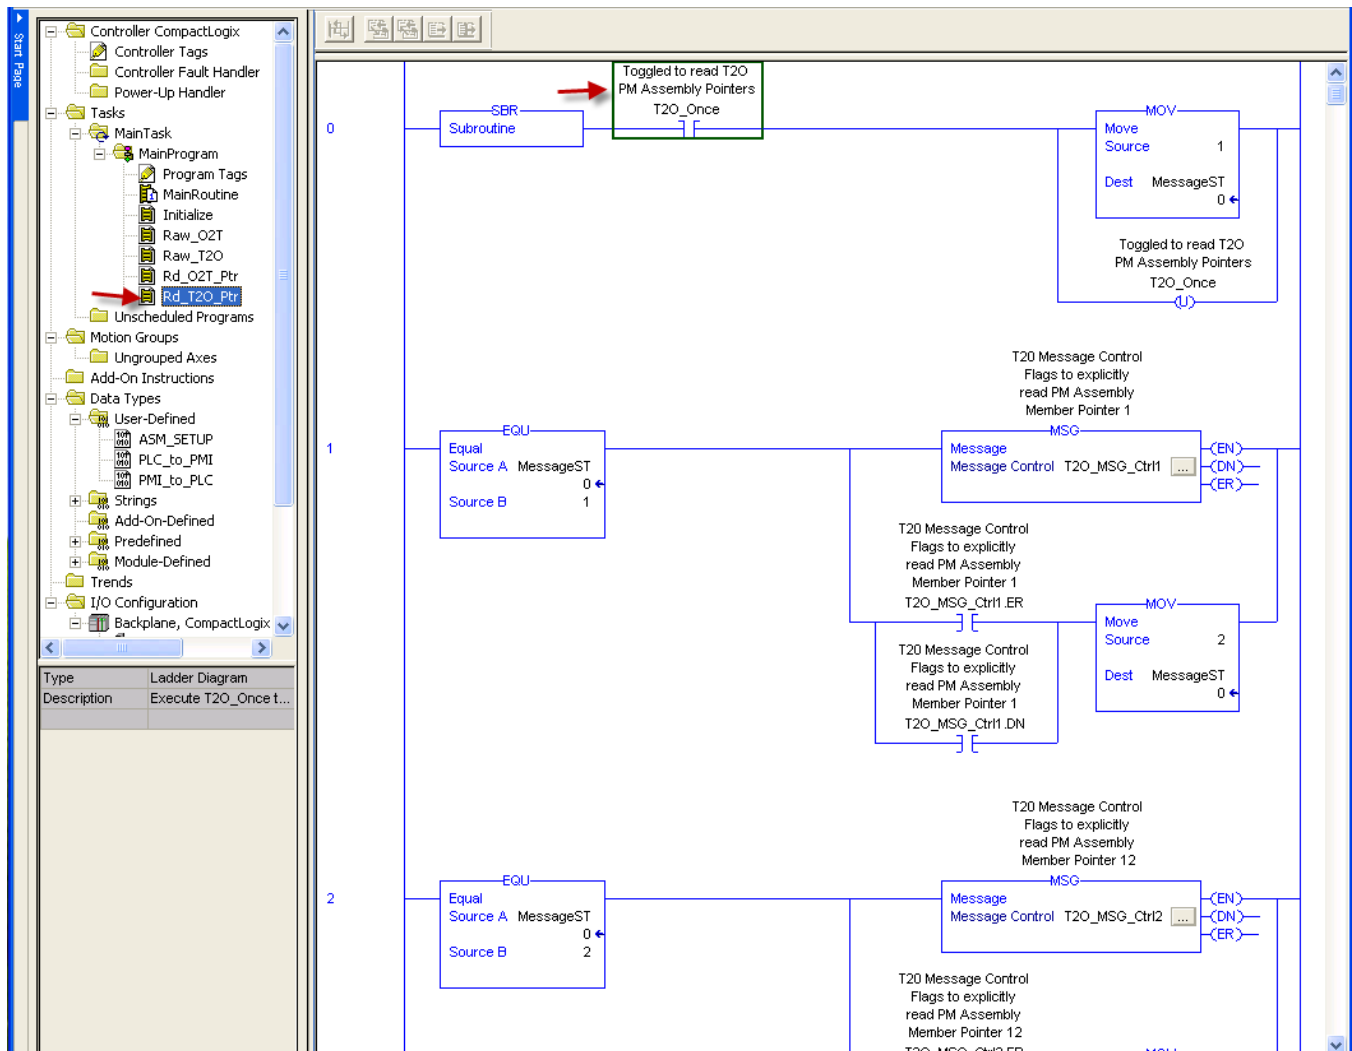 Start Page
Controller CompactLogix
Controller Tags
Controller Fault Handler
Power-Up Handler
Tasks
MainTask
MainProgram
Program Tags
MainRoutine
Initialize
Raw_O2T
Raw_T2O
Rd_O2T_Ptr
Rd_T2O_Ptr
Unscheduled Programs
Motion Groups
Ungrouped Axes
Add-On Instructions
Data Types
User-Defined
ASM_SETUP
PLC_to_PMI
PMI_to_PLC
Strings
Add-On-Defined
Predefined
Module-Defined
Trends
I/O Configuration
Backplane, CompactLogix
Type Ladder Diagram
Description Execute T2O_Once t...
Toggled to read T2O
PM Assembly Pointers
T2O_Once
0
SBR
Subroutine
MOV
Move
Source 1
Dest MessageST
0
Toggled to read T2O
PM Assembly Pointers
T2O_Once
U
T20 Message Control
Flags to explicitly
read PM Assembly
Member Pointer 1
1
EQU
Equal
Source A MessageST
0
Source B 1
MSG
Message
Message Control T2O_MSG_Ctrl1 ...
EN
DN
ER
T20 Message Control
Flags to explicitly
read PM Assembly
Member Pointer 1
T2O_MSG_Ctrl1.ER
MOV
Move
Source 2
Dest MessageST
0
T20 Message Control
Flags to explicitly
read PM Assembly
Member Pointer 1
T2O_MSG_Ctrl1.DN
T20 Message Control
Flags to explicitly
read PM Assembly
Member Pointer 12
2
EQU
Equal
Source A MessageST
0
Source B 2
MSG
Message
Message Control T2O_MSG_Ctrl2 ...
EN
DN
ER
T20 Message Control
Flags to explicitly
read PM Assembly
Member Pointer 12